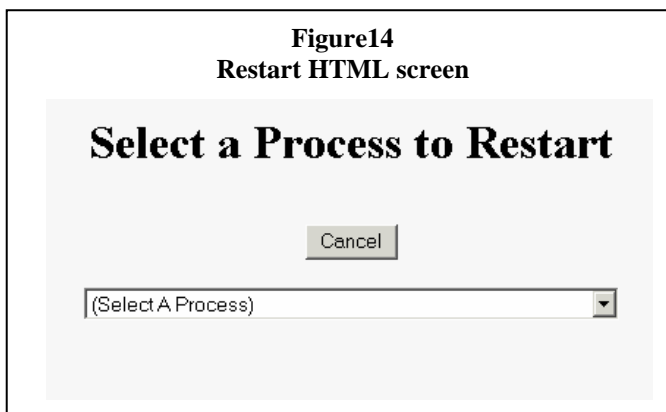 Figure14
Restart HTML screen
Select a Process to Restart
Cancel
(Select A Process)